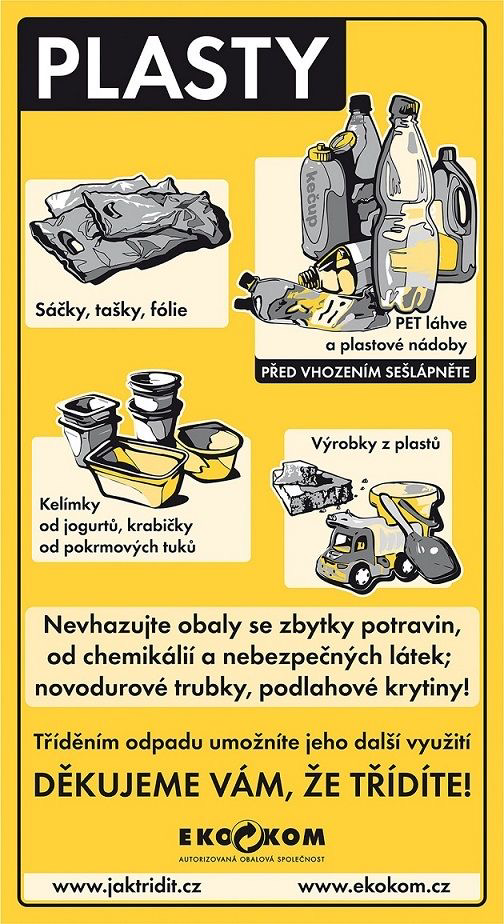 PLASTY
kečup
Sáčky, tašky, fólie
PET láhve
a plastové nádoby
PŘED VHOZENÍM SEŠLÁPNĚTE
Kelímky
od jogurtů, krabičky
od pokrmových tuků
Výrobky z plastů
Nevhazujte obaly se zbytky potravin,
od chemikálií a nebezpečných látek;
novodurové trubky, podlahové krytiny!
Tříděním odpadu umožníte jeho další využití
DĚKUJEME VÁM, ŽE TŘÍDÍTE!
EKO KOM
AUTORIZOVANÁ OBALOVÁ SPOLEČNOST
www.jaktridit.cz
www.ekokom.cz